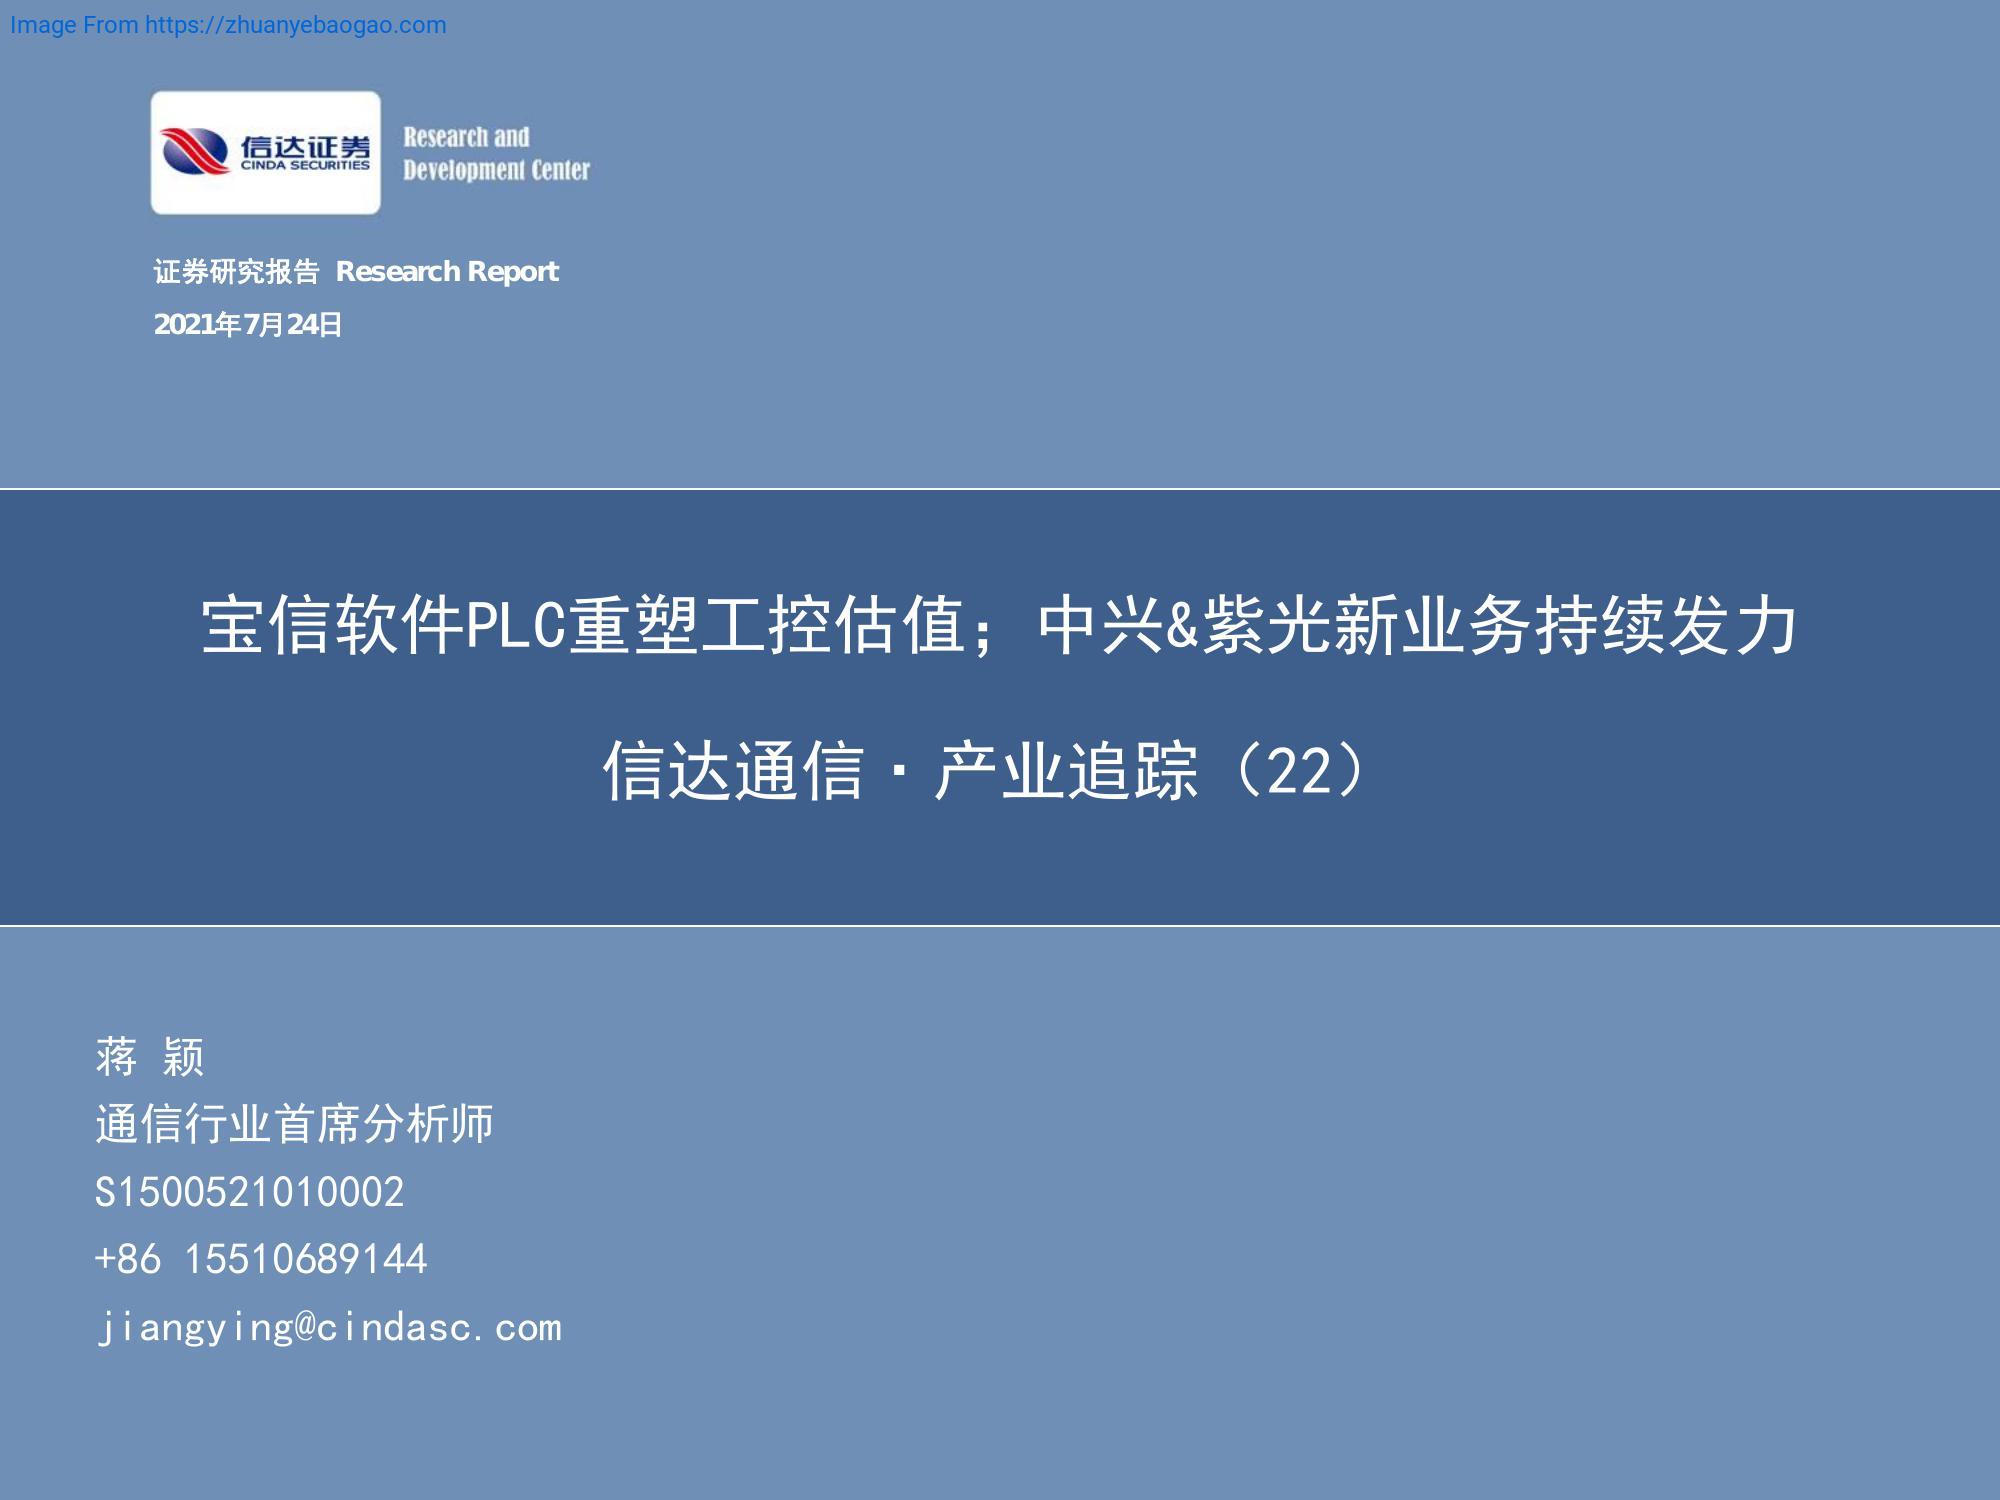 Image From https://zhuanyebaogao.com
信达证券
CINDA SECURITIES
Research and
Development Center
证券研究报告 Research Report
2021年7月24日
宝信软件PLC重塑工控估值；中兴&紫光新业务持续发力
信达通信·产业追踪（22）
蒋 颖
通信行业首席分析师
S1500521010002
+86 15510689144
jiangying@cindasc.com